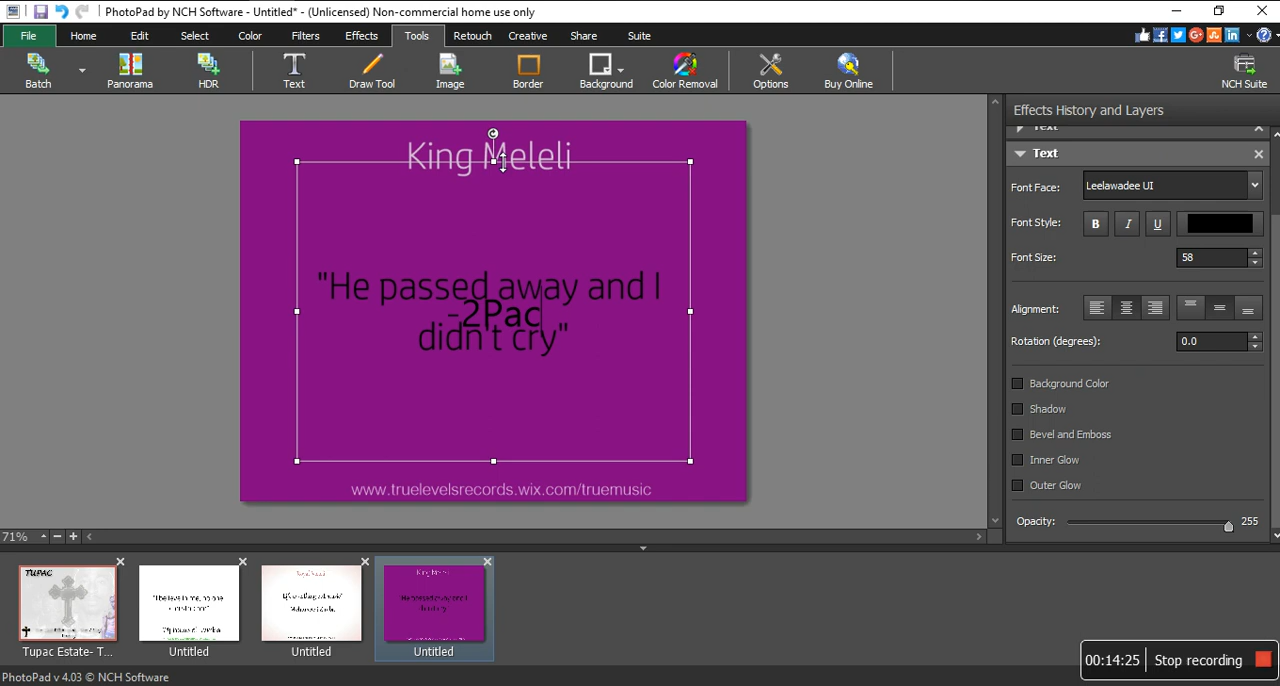 PhotoPad by NCH Software - Untitled* - (Unlicensed) Non-commercial home use only
File Home Edit Select Color Filters Effects Tools Retouch Creative Share Suite
Batch Panorama HDR Text Draw Tool Image Border Background Color Removal Options Buy Online NCH Suite
Effects History and Layers
Text
Text
Font Face: Leelawadee UI
Font Style: B I U
Font Size: 58
Alignment:
Rotation (degrees): 0.0
Background Color
Shadow
Bevel and Emboss
Inner Glow
Outer Glow
Opacity: 255
King Meleli
"He passed away and I
-2Pac
didn't cry"
www.truelevelsrecords.wix.com/truemusic
71%
TUPAC
King Meleli
Tupac Estate- T...
Untitled
Untitled
Untitled
00:14:25 Stop recording
PhotoPad v 4.03 © NCH Software